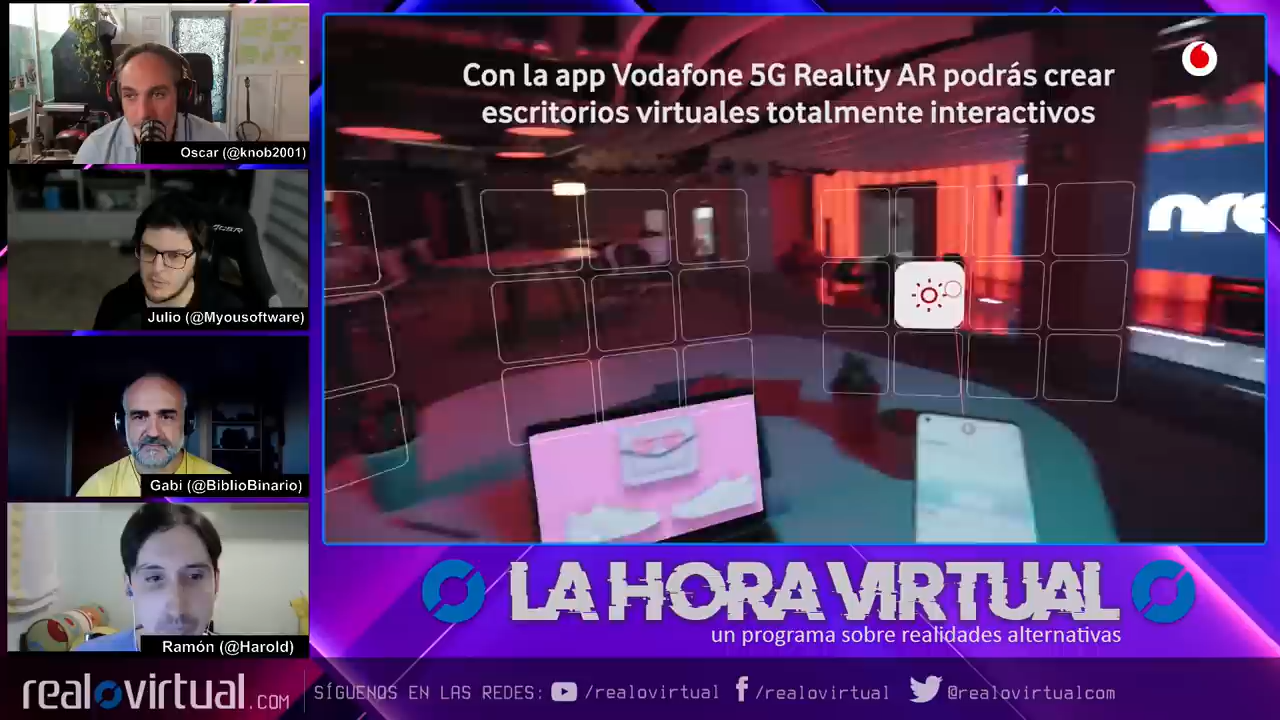 Oscar (@knob2001)
Julio (@Myousoftware)
Gabi (@BiblioBinario)
Ramón (@Harold)
Con la app Vodafone 5G Reality AR podrás crear
escritorios virtuales totalmente interactivos
nre
LA HORA VIRTUAL
un programa sobre realidades alternativas
realovirtual.com
SÍGUENOS EN LAS REDES: /realovirtual /realovirtual @realovirtualcom